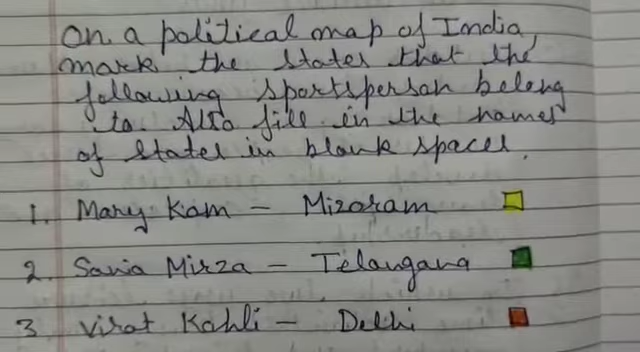 On a political map of India,
mark the states that the
following sportsperson belong
to. Also fill in the names
of states in blank spaces.
1. Mary Kom - Mizoram
2. Sania Mirza - Telangana
3. Virat Kohli - Delhi